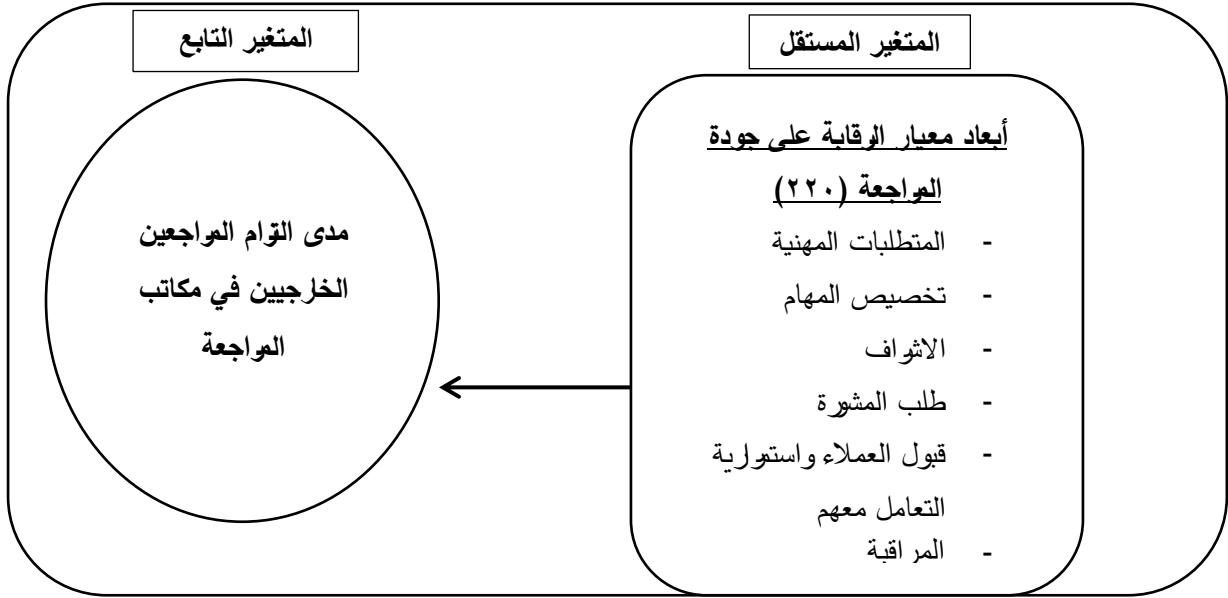 المتغير المستقل
أبعاد معيار الرقابة على جودة
المراجعة (٢٢٠)
- المتطلبات المهنية
- تخصيص المهام
- الاشراف
- طلب المشورة
- قبول العملاء واستمرارية
التعامل معهم
- المراقبة
المتغير التابع
مدى التزام المراجعين
الخارجيين في مكاتب
المراجعة